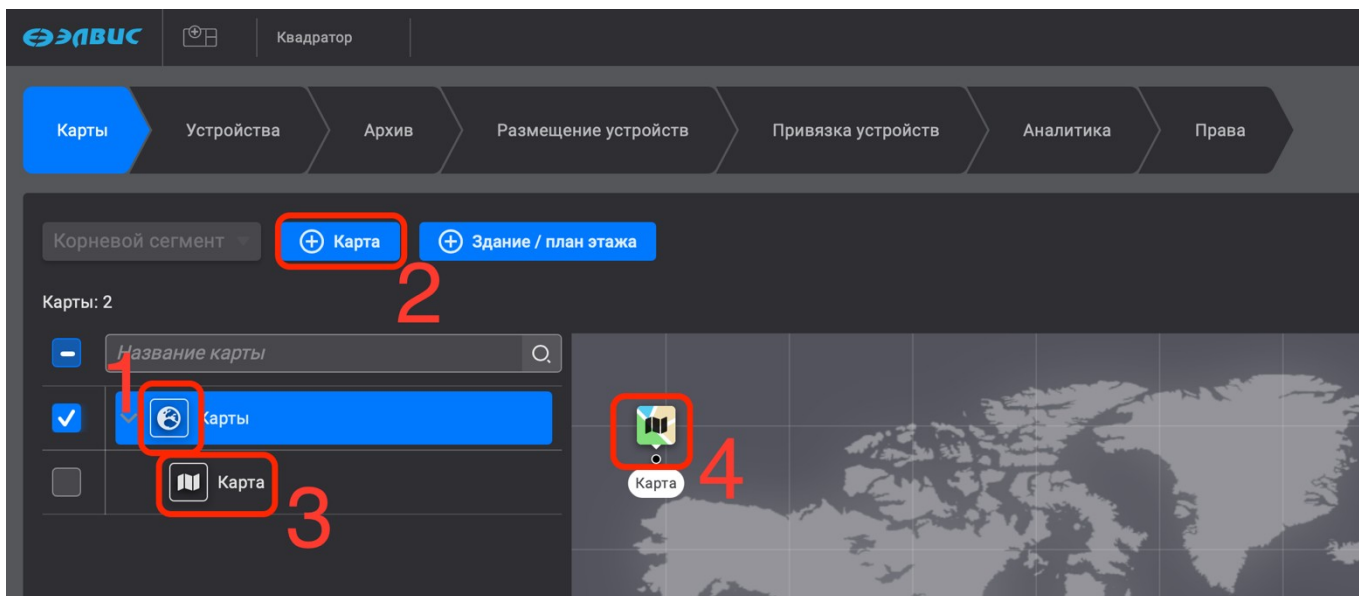 ЭЛВИС
Квадратор
Карты Устройства Архив Размещение устройств Привязка устройств Аналитика Права
Корневой сегмент Карта Здание / план этажа
2
Карты: 2
Название карты
1
Карты
Карта
3
4
Карта